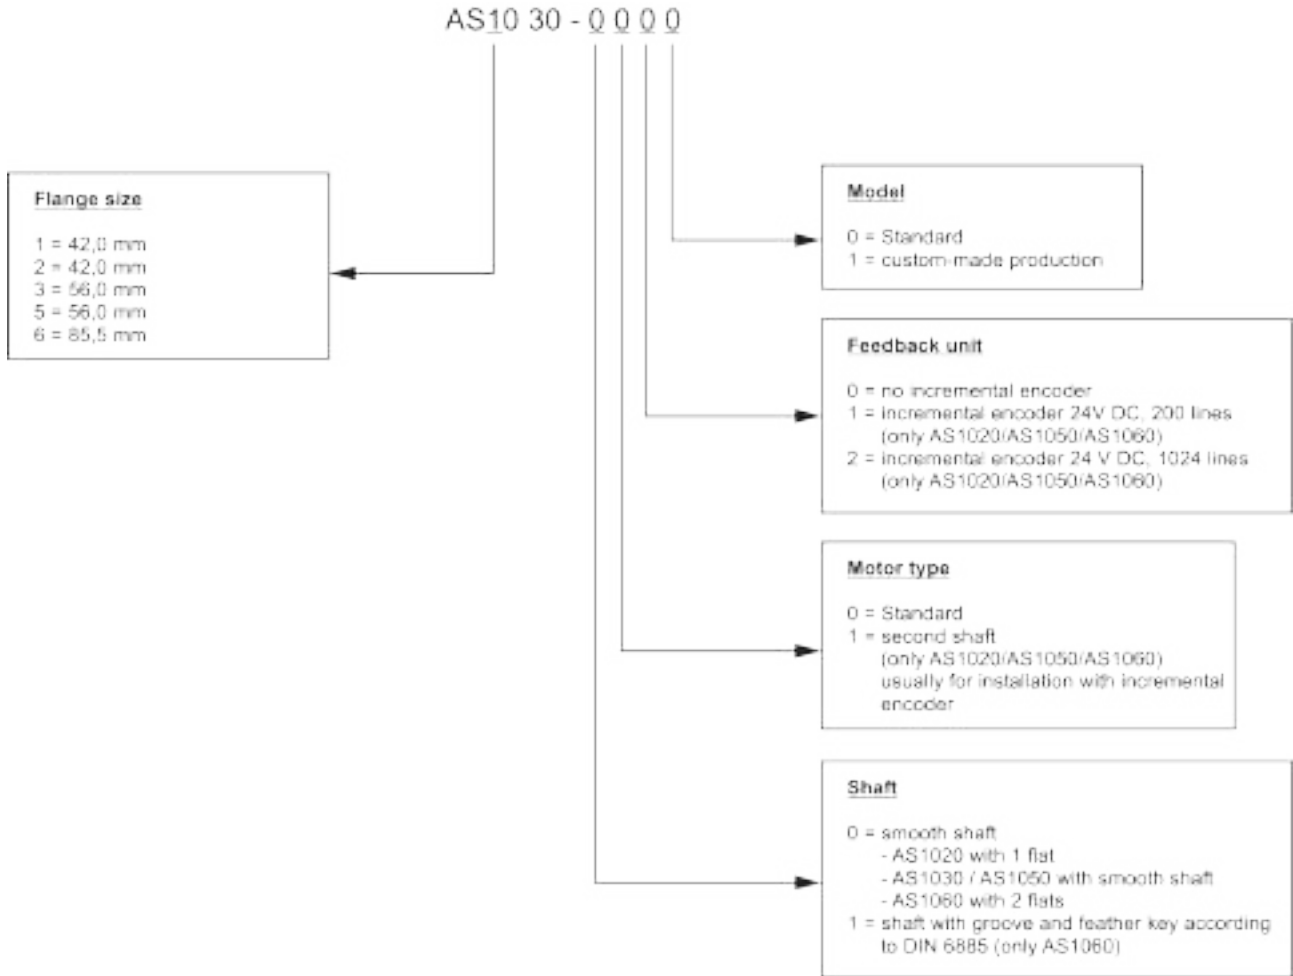 AS10 30 - 0 0 0 0
Flange size
1 = 42,0 mm
2 = 42,0 mm
3 = 56,0 mm
5 = 56,0 mm
6 = 85,5 mm
Model
0 = Standard
1 = custom-made production
Feedback unit
0 = no incremental encoder
1 = incremental encoder 24V DC, 200 lines
(only AS1020/AS1050/AS1060)
2 = incremental encoder 24 V DC, 1024 lines
(only AS1020/AS1050/AS1060)
Motor type
0 = Standard
1 = second shaft
(only AS1020/AS1050/AS1060)
usually for installation with incremental
encoder
Shaft
0 = smooth shaft
- AS1020 with 1 flat
- AS1030 / AS1050 with smooth shaft
- AS1060 with 2 flats
1 = shaft with groove and feather key according
to DIN 6885 (only AS1060)